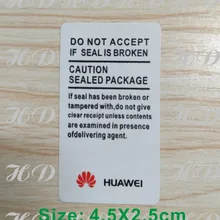 DO NOT ACCEPT
IF SEAL IS BROKEN
CAUTION
SEALED PACKAGE
If seal has been broken or
tampered with,do not give
clear receipt unless contents
are examined in presence
ofdelivering agent.
HUAWEI
Size: 4.5X2.5cm